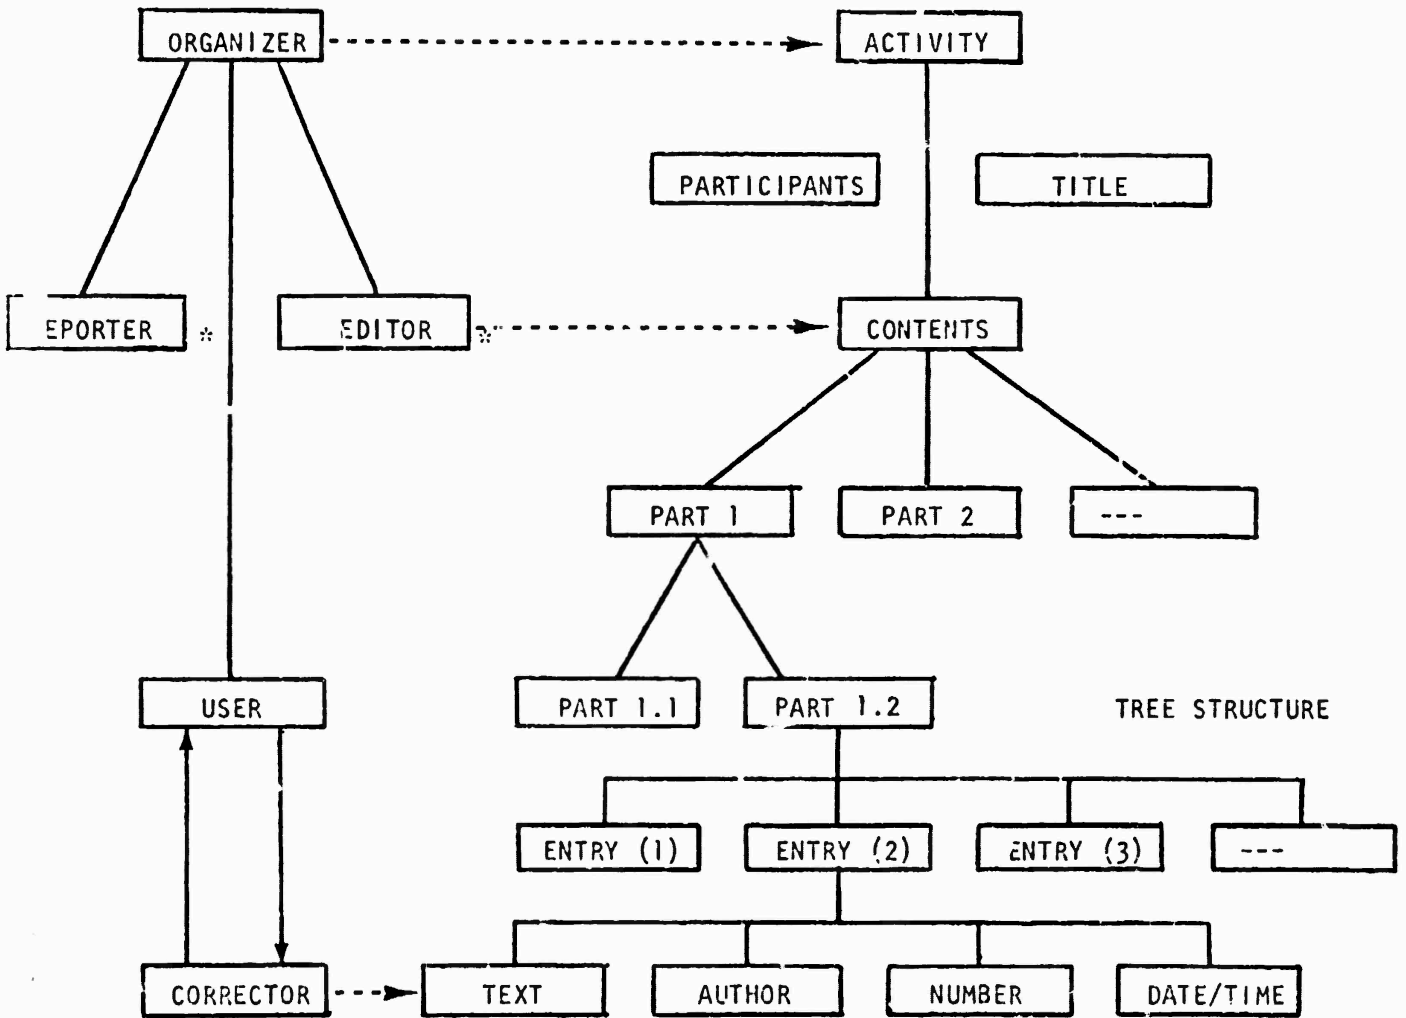 ORGANIZER
ACTIVITY
PARTICIPANTS
TITLE
EPORTER
*
EDITOR
*
CONTENTS
PART 1
PART 2
---
PART 1.1
PART 1.2
USER
TREE STRUCTURE
ENTRY (1)
ENTRY (2)
ENTRY (3)
---
CORRECTOR
TEXT
AUTHOR
NUMBER
DATE/TIME